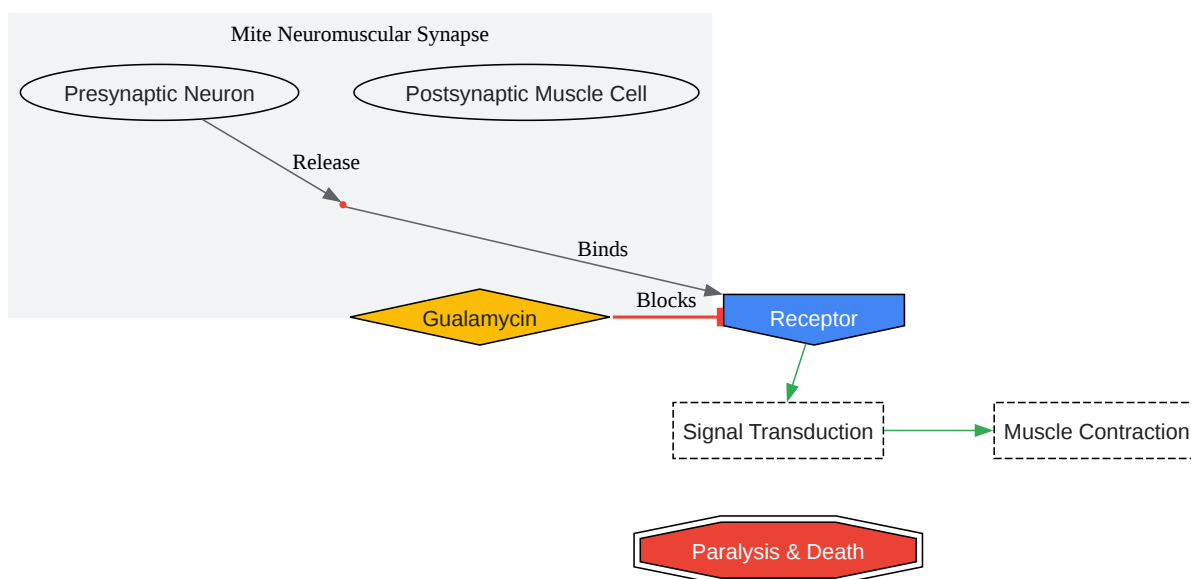 Mite Neuromuscular Synapse
Presynaptic Neuron
Postsynaptic Muscle Cell
Release
Binds
Blocks
Gualamycin
Receptor
Signal Transduction
Muscle Contraction
Paralysis & Death